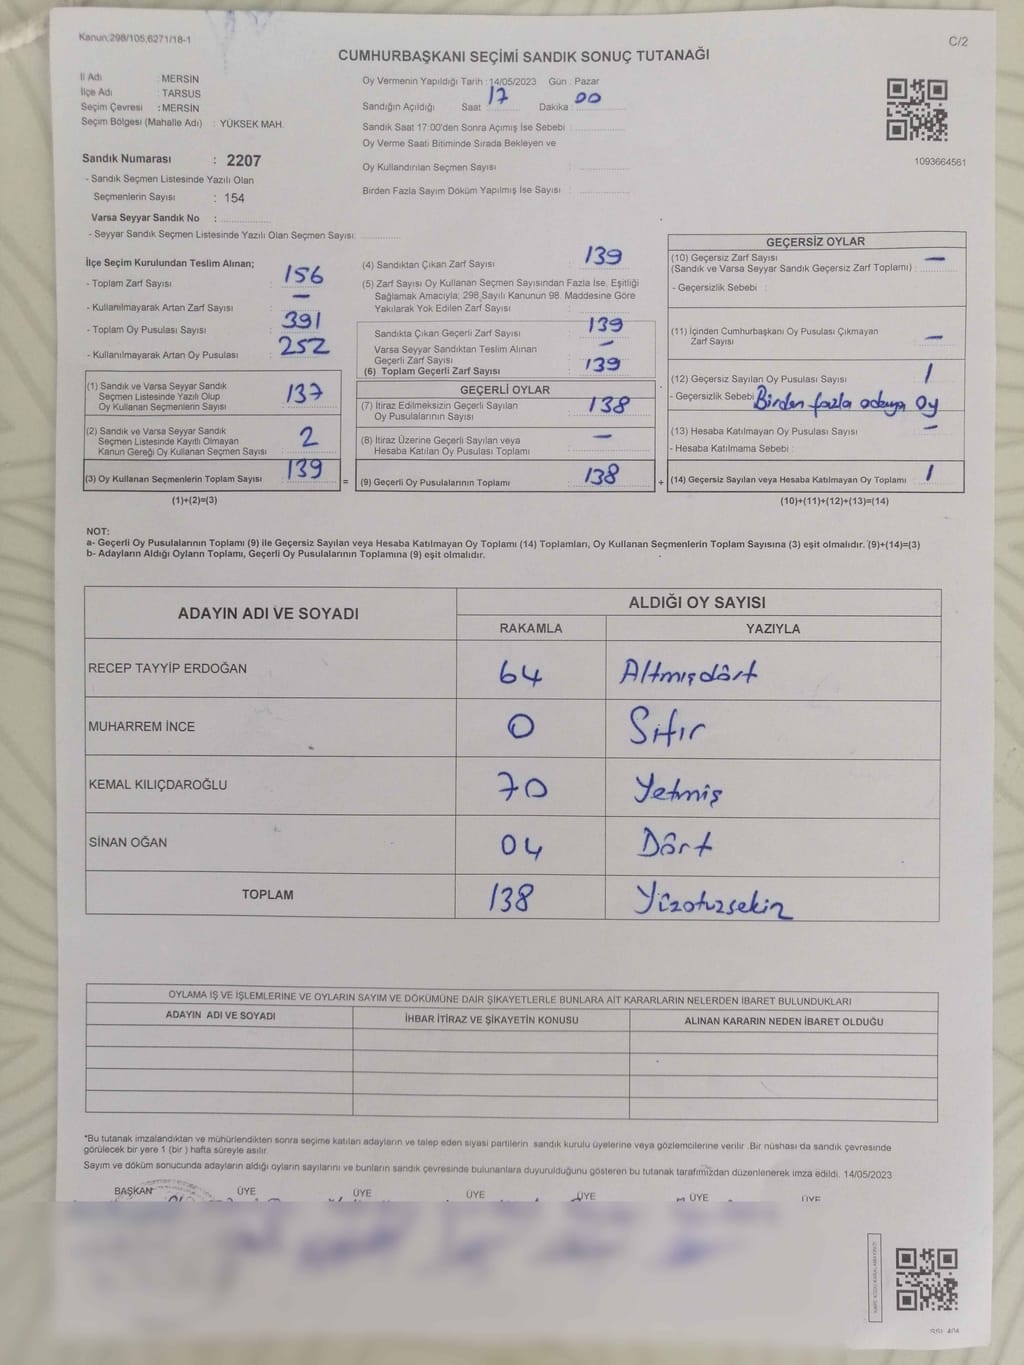 Kanun.298/105,6271/18-1
C/2
CUMHURBAŞKANI SEÇİMİ SANDIK SONUÇ TUTANAĞI
İl Adı : MERSİN
İlçe Adı : TARSUS
Seçim Çevresi : MERSİN
Seçim Bölgesi (Mahalle Adı) : YÜKSEK MAH.
Sandık Numarası : 2207
- Sandık Seçmen Listesinde Yazılı Olan
Seçmenlerin Sayısı : 154
Varsa Seyyar Sandık No :
- Seyyar Sandık Seçmen Listesinde Yazılı Olan Seçmen Sayısı:
Oy Vermenin Yapıldığı Tarih : 14/05/2023 Gün : Pazar
Sandığın Açıldığı Saat : 17 Dakika : 00
Sandık Saat 17:00'den Sonra Açımış İse Sebebi :
Oy Verme Saati Bitiminde Sırada Bekleyen ve
Oy Kullandırılan Seçmen Sayısı :
Birden Fazla Sayım Döküm Yapılmış İse Sayısı :
1093664561
İlçe Seçim Kurulundan Teslim Alınan;
- Toplam Zarf Sayısı : 156
- Kullanılmayarak Artan Zarf Sayısı : —
- Toplam Oy Pusulası Sayısı : 391
- Kullanılmayarak Artan Oy Pusulası : 252
(1) Sandık ve Varsa Seyyar Sandık
Seçmen Listesinde Yazılı Olup
Oy Kullanan Seçmenlerin Sayısı : 137
(2) Sandık ve Varsa Seyyar Sandık
Seçmen Listesinde Kayıtlı Olmayan
Kanun Gereği Oy Kullanan Seçmen Sayısı : 2
(3) Oy Kullanan Seçmenlerin Toplam Sayısı : 139
(1)+(2)=(3)
(4) Sandıktan Çıkan Zarf Sayısı : 139
(5) Zarf Sayısı Oy Kullanan Seçmen Sayısından Fazla İse, Eşitliği
Sağlamak Amacıyla; 298 Sayılı Kanunun 98. Maddesine Göre
Yakılarak Yok Edilen Zarf Sayısı :
Sandıkta Çıkan Geçerli Zarf Sayısı : 139
Varsa Seyyar Sandıktan Teslim Alınan
Geçerli Zarf Sayısı : —
(6) Toplam Geçerli Zarf Sayısı : 139
GEÇERLİ OYLAR
(7) İtiraz Edilmeksizin Geçerli Sayılan
Oy Pusulalarının Sayısı : 138
(8) İtiraz Üzerine Geçerli Sayılan veya
Hesaba Katılan Oy Pusulası Toplamı : —
= (9) Geçerli Oy Pusulalarının Toplamı : 138
GEÇERSİZ OYLAR
(10) Geçersiz Zarf Sayısı —
(Sandık ve Varsa Seyyar Sandık Geçersiz Zarf Toplamı) :
- Geçersizlik Sebebi :
(11) İçinden Cumhurbaşkanı Oy Pusulası Çıkmayan
Zarf Sayısı : —
(12) Geçersiz Sayılan Oy Pusulası Sayısı : 1
- Geçersizlik Sebebi : Birden fazla adaya Oy
(13) Hesaba Katılmayan Oy Pusulası Sayısı : —
- Hesaba Katılmama Sebebi :
+ (14) Geçersiz Sayılan veya Hesaba Katılmayan Oy Toplamı : 1
(10)+(11)+(12)+(13)=(14)
NOT:
a- Geçerli Oy Pusulalarının Toplamı (9) ile Geçersiz Sayılan veya Hesaba Katılmayan Oy Toplamı (14) Toplamları, Oy Kullanan Seçmenlerin Toplam Sayısına (3) eşit olmalıdır. (9)+(14)=(3)
b- Adayların Aldığı Oyların Toplamı, Geçerli Oy Pusulalarının Toplamına (9) eşit olmalıdır.
ADAYIN ADI VE SOYADI
ALDIĞI OY SAYISI
RAKAMLA YAZIYLA
RECEP TAYYİP ERDOĞAN 64 Altmışdört
MUHARREM İNCE 0 Sıfır
KEMAL KILIÇDAROĞLU 70 Yetmiş
SİNAN OĞAN 04 Dört
TOPLAM 138 Yüzotuzsekiz
OYLAMA İŞ VE İŞLEMLERİNE VE OYLARIN SAYIM VE DÖKÜMÜNE DAİR ŞİKAYETLERLE BUNLARA AİT KARARLARIN NELERDEN İBARET BULUNDUKLARI
ADAYIN ADI VE SOYADI İHBAR İTİRAZ VE ŞİKAYETİN KONUSU ALINAN KARARIN NEDEN İBARET OLDUĞU
*Bu tutanak imzalandıktan ve mühürlendikten sonra seçime katılan adayların ve talep eden siyasi partilerin sandık kurulu üyelerine veya gözlemcilerine verilir .Bir nüshası da sandık çevresinde
görülecek bir yere 1 (bir ) hafta süreyle asılır.
Sayım ve döküm sonucunda adayların aldığı oyların sayılarını ve bunların sandık çevresinde bulunanlara duyurulduğunu gösteren bu tutanak tarafımızdan düzenlenerek imza edildi. 14/05/2023
BAŞKAN ÜYE ÜYE ÜYE ÜYE ÜYE ÜYE